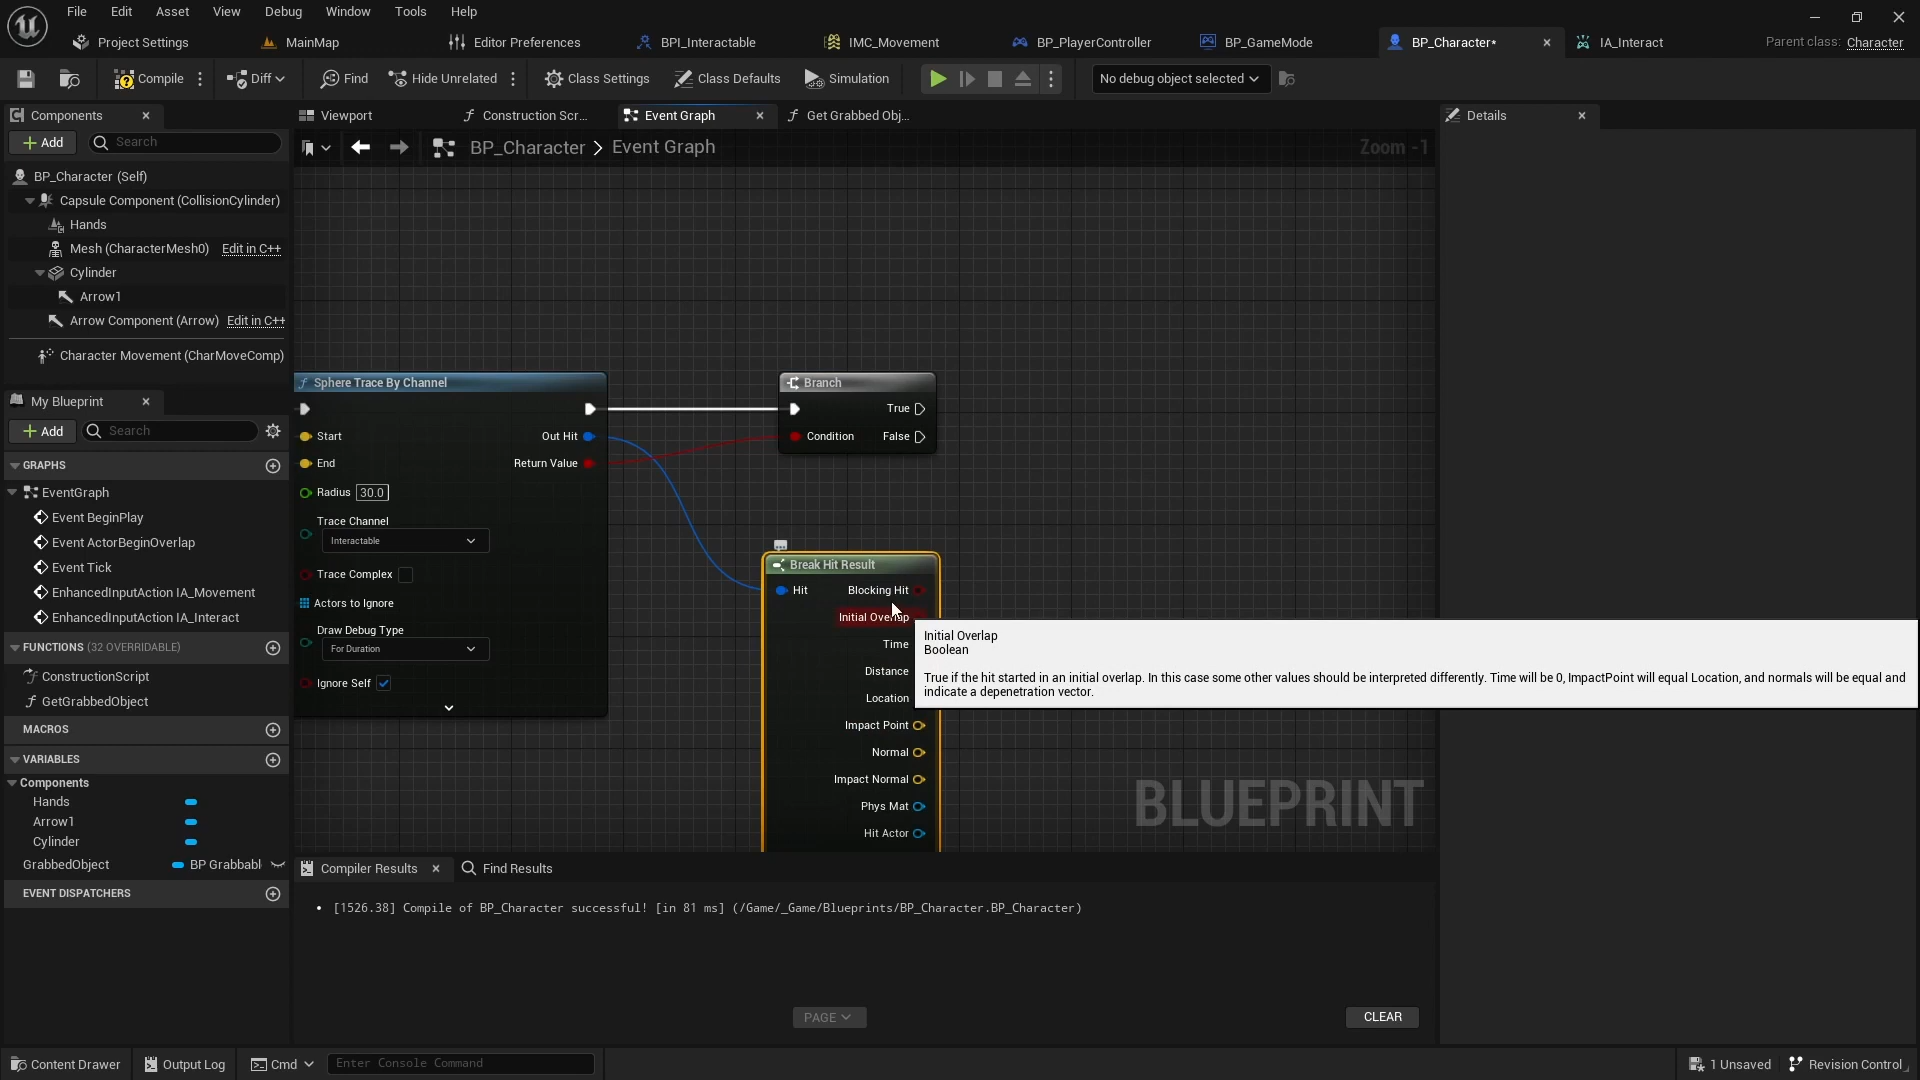 File Edit Asset View Debug Window Tools Help
Project Settings MainMap Editor Preferences BPI_Interactable IMC_Movement BP_PlayerController BP_GameMode BP_Character* IA_Interact Parent class: Character
Compile Diff Find Hide Unrelated Class Settings Class Defaults Simulation No debug object selected
Components
Add Search
BP_Character (Self)
Capsule Component (CollisionCylinder)
Hands
Mesh (CharacterMesh0) Edit in C++
Cylinder
Arrow1
Arrow Component (Arrow) Edit in C++
Character Movement (CharMoveComp)
My Blueprint
Add Search
GRAPHS
EventGraph
Event BeginPlay
Event ActorBeginOverlap
Event Tick
EnhancedInputAction IA_Movement
EnhancedInputAction IA_Interact
FUNCTIONS (32 OVERRIDABLE)
ConstructionScript
GetGrabbedObject
MACROS
VARIABLES
Components
Hands
Arrow1
Cylinder
GrabbedObject BP Grabbabl
EVENT DISPATCHERS
Viewport Construction Scr... Event Graph Get Grabbed Obj...
BP_Character > Event Graph Zoom -1
Sphere Trace By Channel
Start Out Hit
End Return Value
Radius 30.0
Trace Channel
Interactable
Trace Complex
Actors to Ignore
Draw Debug Type
For Duration
Ignore Self
Branch
True
Condition False
Break Hit Result
Hit Blocking Hit
Initial Overlap
Time
Distance
Location
Impact Point
Normal
Impact Normal
Phys Mat
Hit Actor
Initial Overlap
Boolean
True if the hit started in an initial overlap. In this case some other values should be interpreted differently. Time will be 0, ImpactPoint will equal Location, and normals will be equal and
indicate a depenetration vector.
BLUEPRINT
Compiler Results Find Results
[1526.38] Compile of BP_Character successful! [in 81 ms] (/Game/_Game/Blueprints/BP_Character.BP_Character)
PAGE CLEAR
Details
Content Drawer Output Log Cmd Enter Console Command 1 Unsaved Revision Control